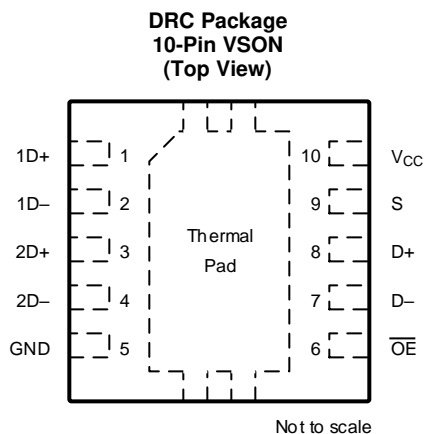 DRC Package
10-Pin VSON
(Top View)
1D+ 1 10 VCC
1D– 2 9 S
2D+ 3 8 D+
2D– 4 7 D–
GND 5 6 O̅E̅
Thermal
Pad
Not to scale